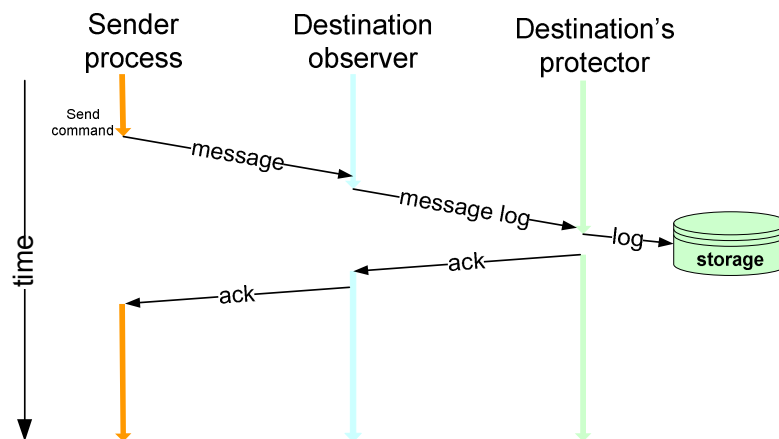 Sender
process
Destination
observer
Destination's
protector
Send
command
message
message log
log
storage
ack
ack
time